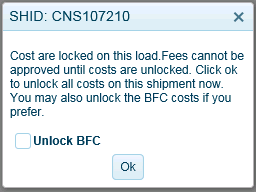 SHID: CNS107210
Cost are locked on this load.Fees cannot be
approved until costs are unlocked. Click ok
to unlock all costs on this shipment now.
You may also unlock the BFC costs if you
prefer.
Unlock BFC
Ok